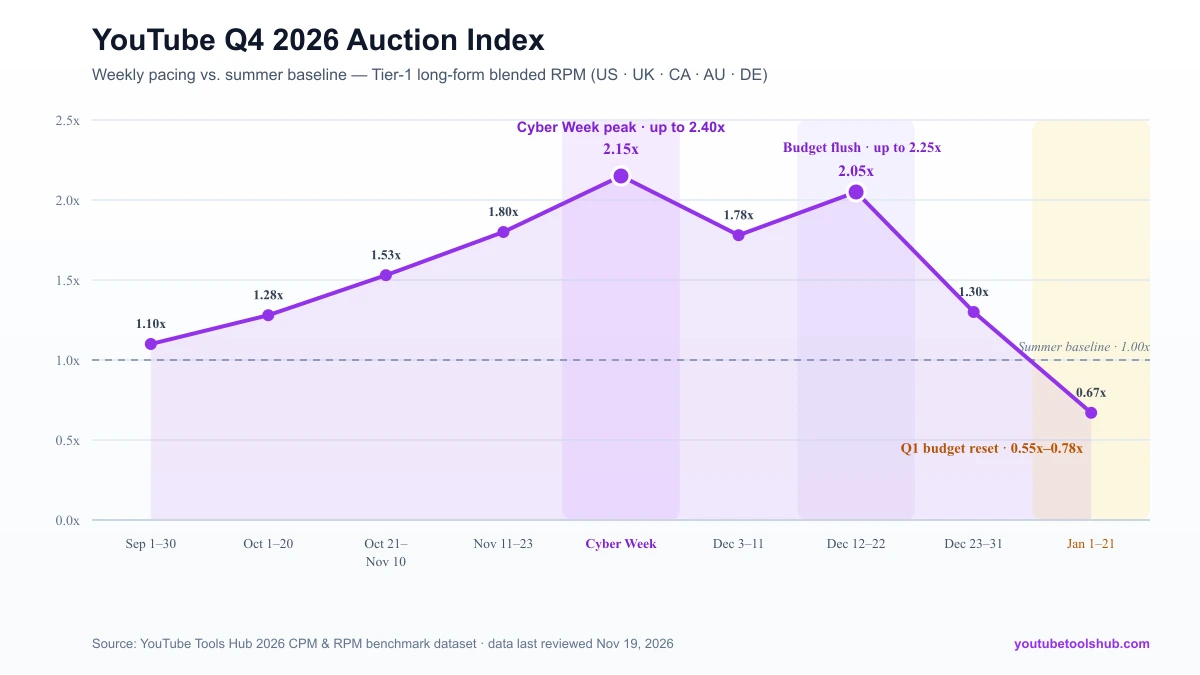 YouTube Q4 2026 Auction Index
Weekly pacing vs. summer baseline — Tier-1 long-form blended RPM (US · UK · CA · AU · DE)
2.5x
Cyber Week peak · up to 2.40x
2.15x
Budget flush · up to 2.25x
2.05x
2.0x
1.80x
1.78x
1.53x
1.5x
1.28x
1.30x
1.10x
1.0x
Summer baseline · 1.00x
0.67x
0.5x
Q1 budget reset · 0.55x–0.78x
0.0x
Sep 1–30
Oct 1–20
Oct 21–
Nov 10
Nov 11–23
Cyber Week
Dec 3–11
Dec 12–22
Dec 23–31
Jan 1–21
Source: YouTube Tools Hub 2026 CPM & RPM benchmark dataset · data last reviewed Nov 19, 2026
youtubetoolshub.com